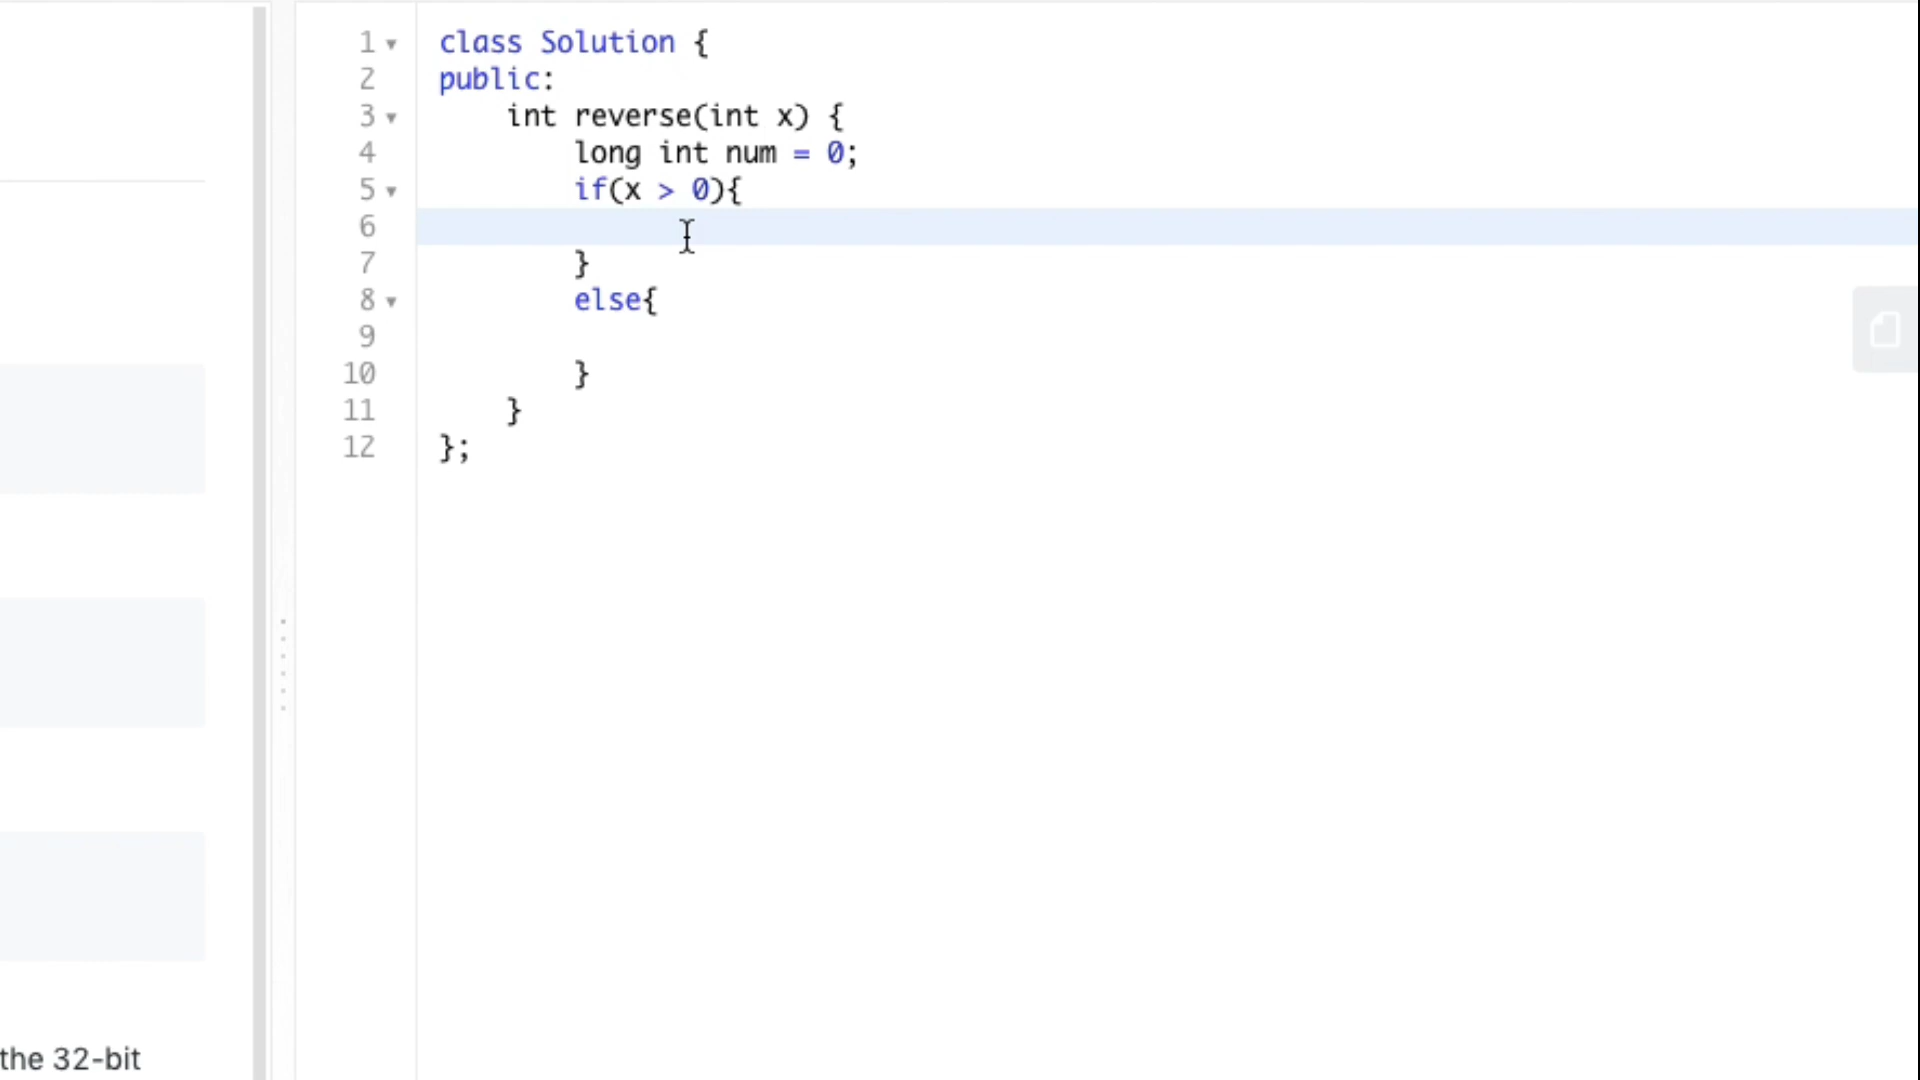 1 class Solution {
2 public:
3     int reverse(int x) {
4         long int num = 0;
5         if(x > 0){
6
7         }
8         else{
9
10         }
11     }
12 };
the 32-bit